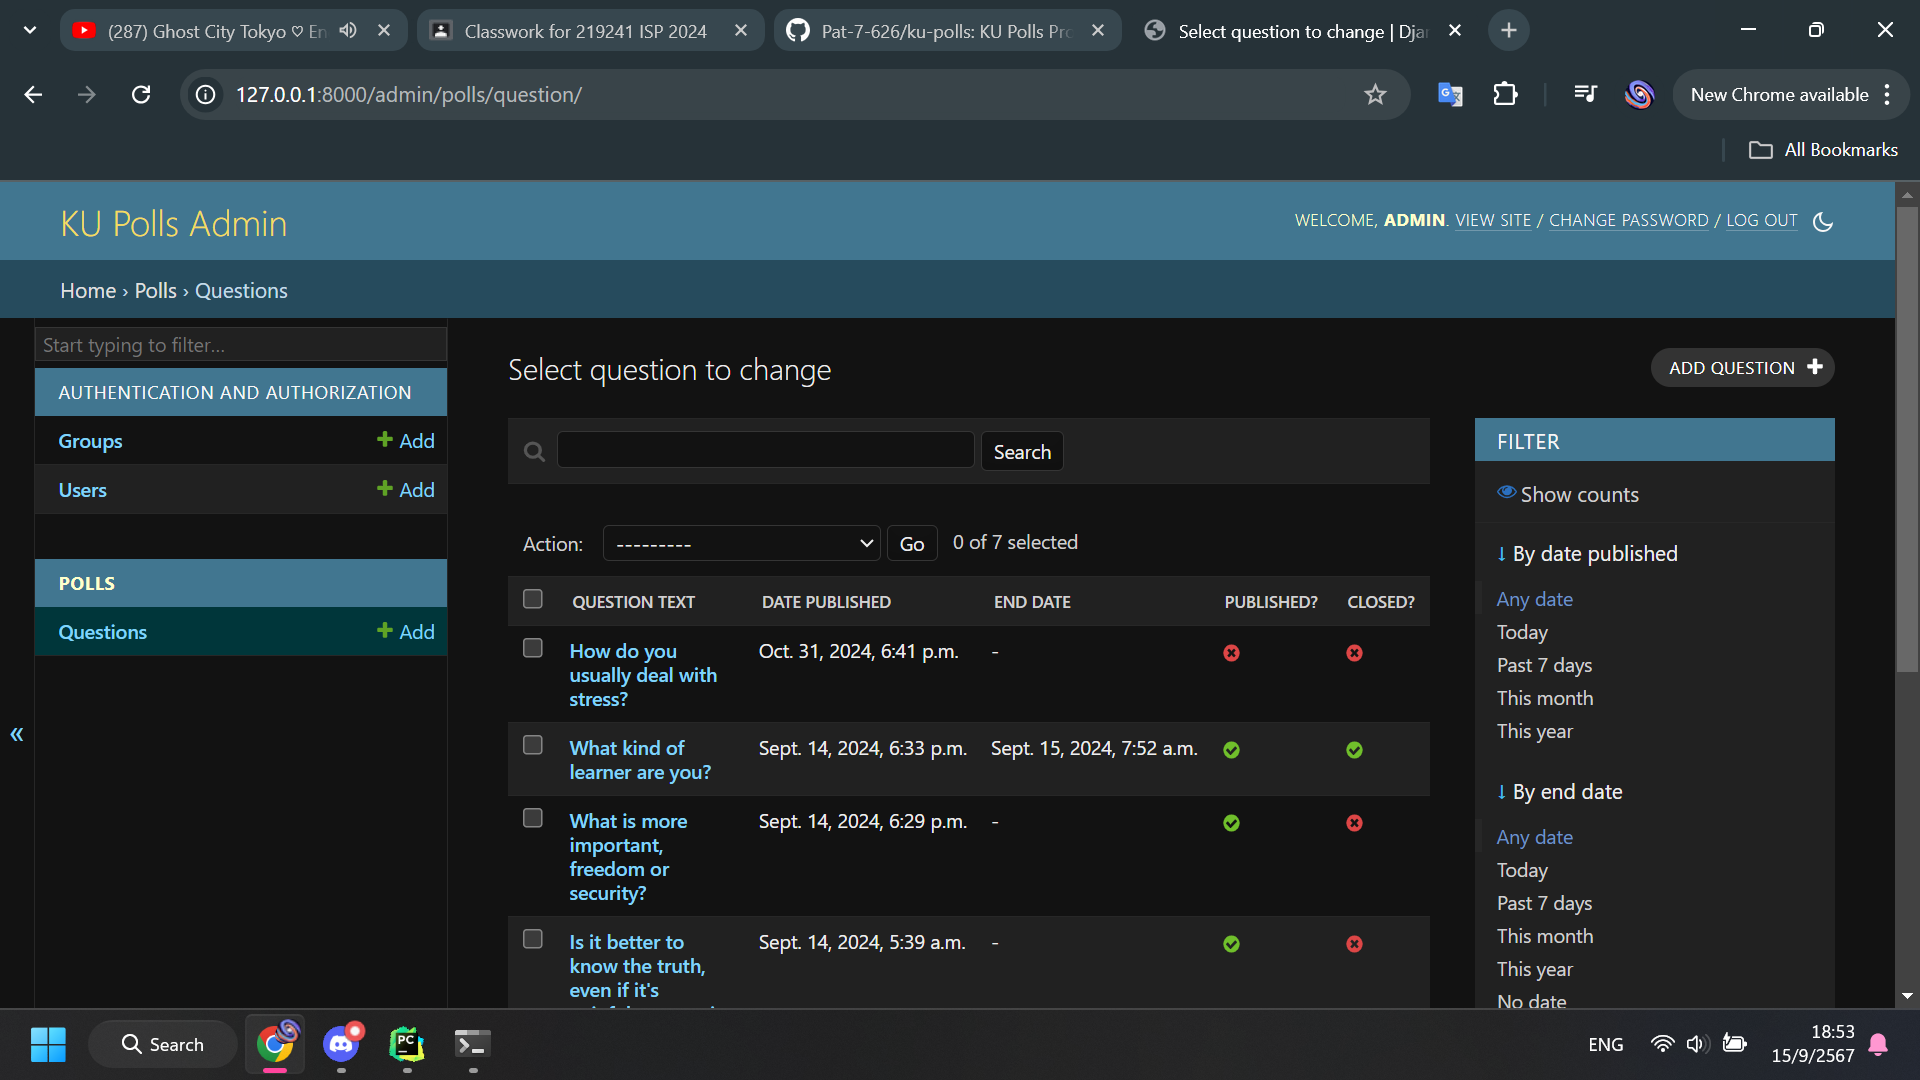 (287) Ghost City Tokyo ♡ En
Classwork for 219241 ISP 2024
Pat-7-626/ku-polls: KU Polls Pro
Select question to change | Djan
127.0.0.1:8000/admin/polls/question/
New Chrome available
All Bookmarks
KU Polls Admin
WELCOME, ADMIN. VIEW SITE / CHANGE PASSWORD / LOG OUT
Home › Polls › Questions
Start typing to filter...
AUTHENTICATION AND AUTHORIZATION
Groups + Add
Users + Add
POLLS
Questions + Add
«
Select question to change
ADD QUESTION +
Search
Action: --------- Go 0 of 7 selected
QUESTION TEXT DATE PUBLISHED END DATE PUBLISHED? CLOSED?
How do you Oct. 31, 2024, 6:41 p.m. -
usually deal with
stress?
What kind of Sept. 14, 2024, 6:33 p.m. Sept. 15, 2024, 7:52 a.m.
learner are you?
What is more Sept. 14, 2024, 6:29 p.m. -
important,
freedom or
security?
Is it better to Sept. 14, 2024, 5:39 a.m. -
know the truth,
even if it's
FILTER
Show counts
↓ By date published
Any date
Today
Past 7 days
This month
This year
↓ By end date
Any date
Today
Past 7 days
This month
This year
No date
Search
PC
ENG
18:53
15/9/2567